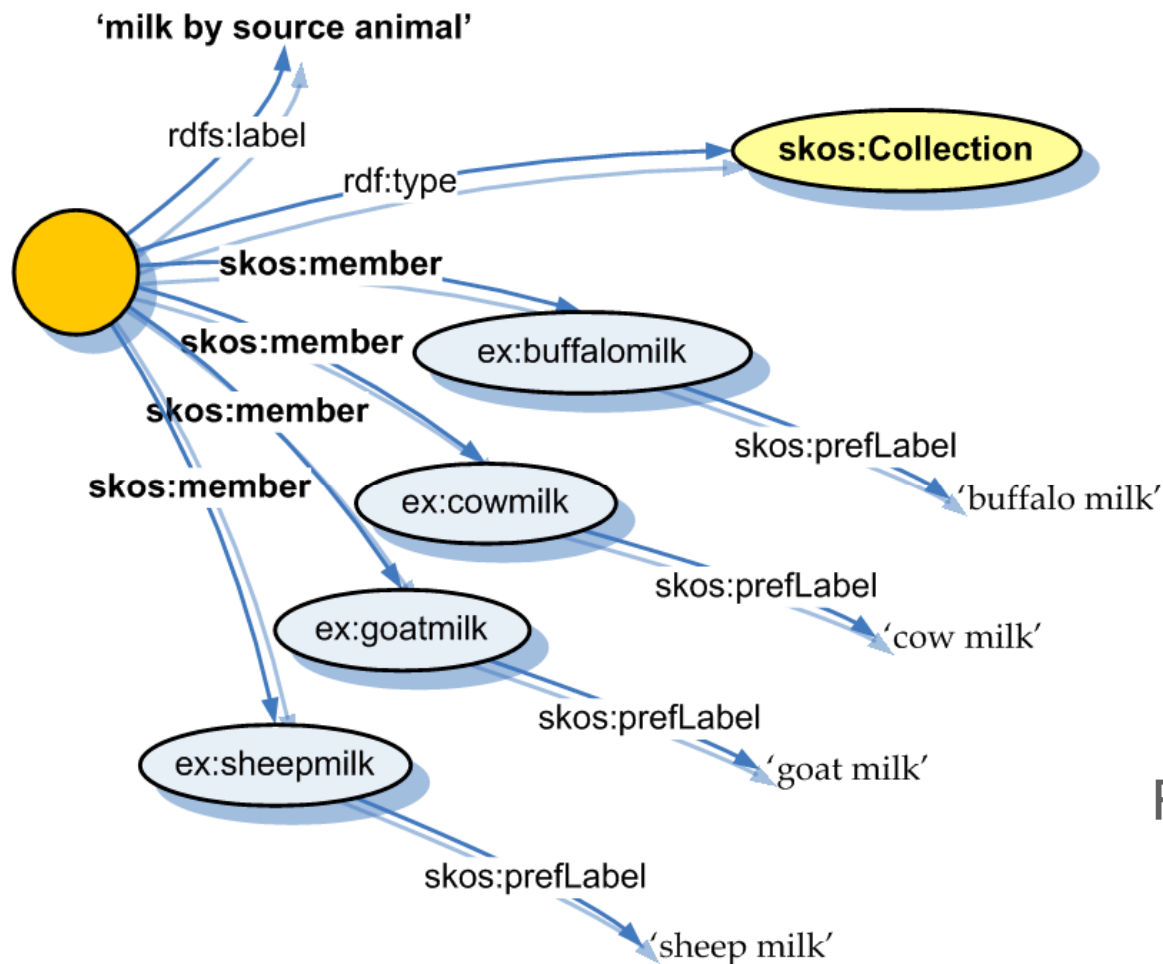 ‘milk by source animal’
rdfs:label
skos:Collection
rdf:type
skos:member
skos:member
ex:buffalomilk
skos:member
skos:prefLabel
skos:member
ex:cowmilk
‘buffalo milk’
skos:prefLabel
ex:goatmilk
‘cow milk’
skos:prefLabel
ex:sheepmilk
‘goat milk’
skos:prefLabel
‘sheep milk’